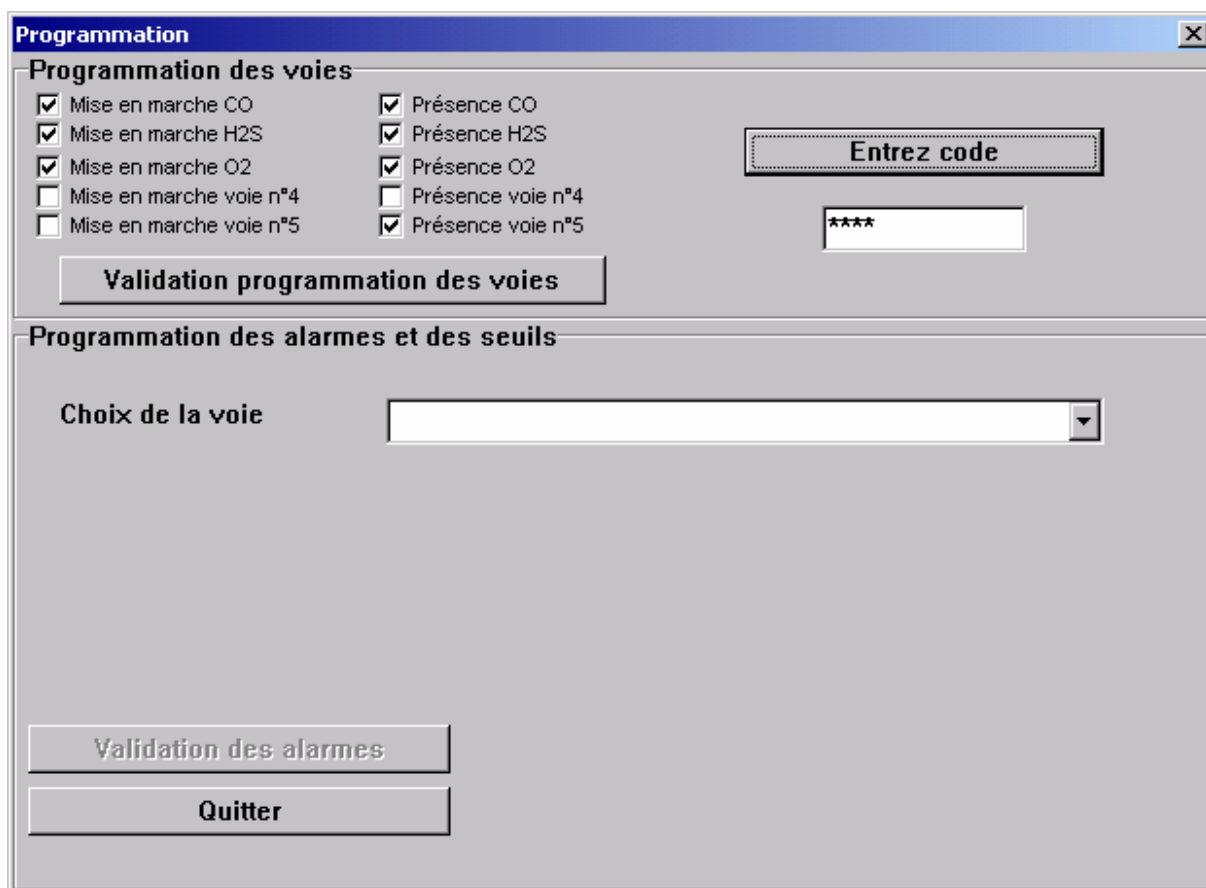 Programmation
Programmation des voies
Mise en marche CO
Présence CO
Mise en marche H2S
Présence H2S
Entrez code
Mise en marche O2
Présence O2
Mise en marche voie n°4
Présence voie n°4
Mise en marche voie n°5
Présence voie n°5
****
Validation programmation des voies
Programmation des alarmes et des seuils
Choix de la voie
Validation des alarmes
Quitter